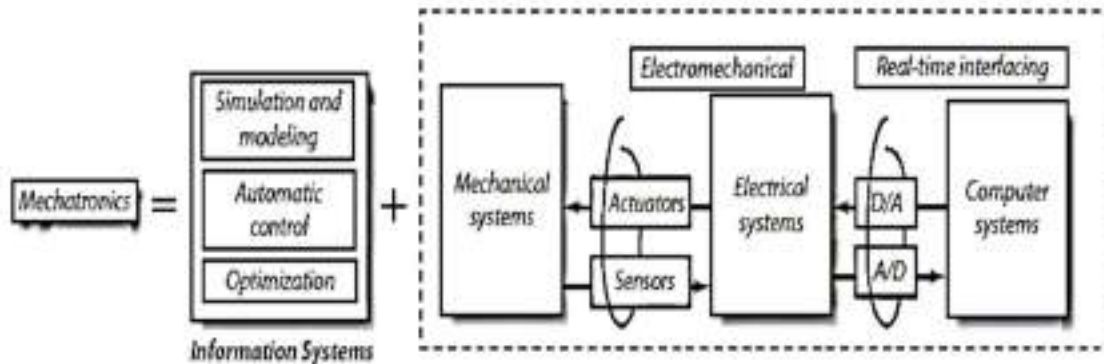 Mechatronics
Simulation and
modeling
Automatic
control
Optimization
Information Systems
Electromechanical
Real-time interfacing
Mechanical
systems
Actuators
Sensors
Electrical
systems
D/A
A/D
Computer
systems